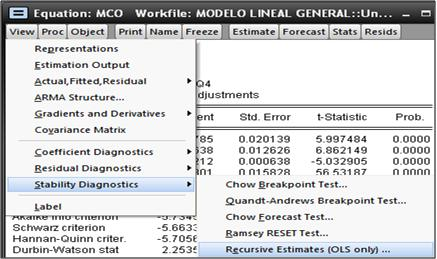 Equation: MCO Workfile: MODELO LINEAL GENERAL::Un...
View Proc Object Print Name Freeze Estimate Forecast Stats Resids
Representations
Estimation Output
Actual,Fitted,Residual
Q4
ARMA Structure...
djustments
Gradients and Derivatives
Covariance Matrix
ent Std. Error t-Statistic Prob.
Coefficient Diagnostics
785 0.020139 5.997484 0.0000
638 0.012626 6.862149 0.0000
Residual Diagnostics
212 0.000638 -5.032905 0.0000
Stability Diagnostics
015828 56.53187 0.0000
Label
Chow Breakpoint Test...
Quandt-Andrews Breakpoint Test...
Chow Forecast Test...
Ramsey RESET Test...
Recursive Estimates (OLS only) ...
Akaike info criterion -5.7349
Schwarz criterion -5.6633
Hannan-Quinn criter. -5.7056
Durbin-Watson stat 2.2535